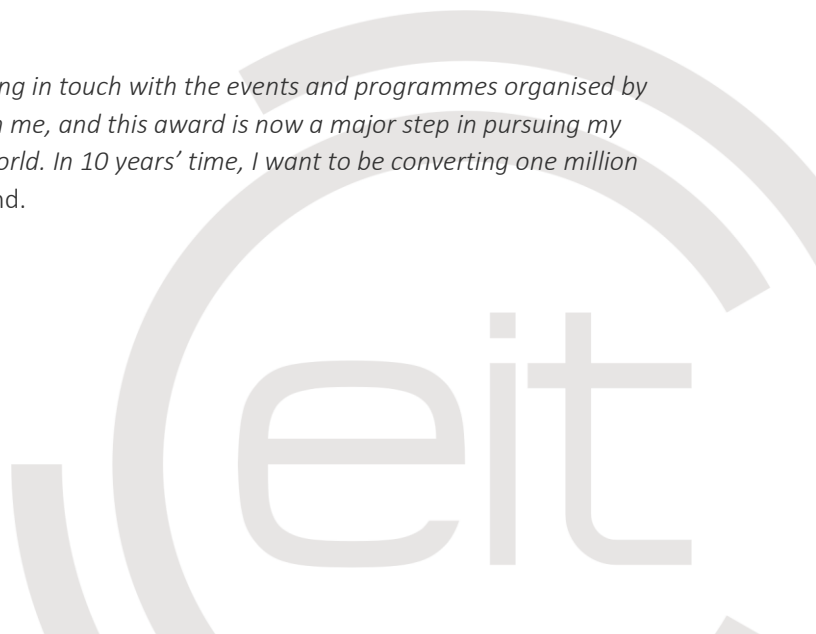 ng in touch with the events and programmes organised by
me, and this award is now a major step in pursuing my
orld. In 10 years' time, I want to be converting one million
nd.
eit